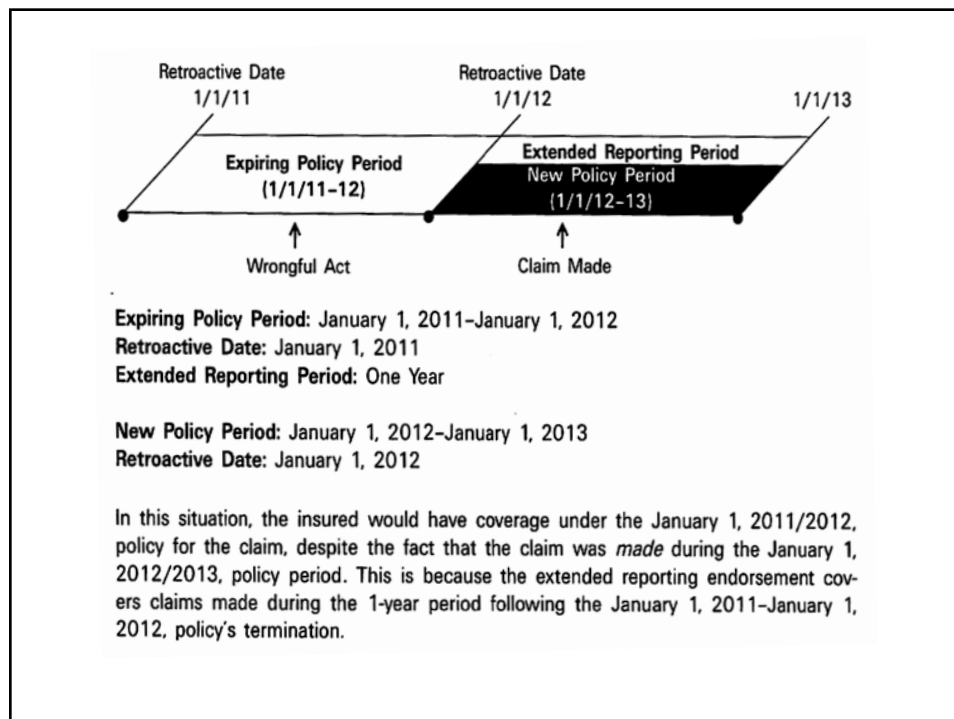 Retroactive Date
1/1/11
Retroactive Date
1/1/12
1/1/13
Expiring Policy Period
(1/1/11–12)
Extended Reporting Period
New Policy Period
(1/1/12–13)
Wrongful Act
Claim Made
Expiring Policy Period: January 1, 2011–January 1, 2012
Retroactive Date: January 1, 2011
Extended Reporting Period: One Year
New Policy Period: January 1, 2012–January 1, 2013
Retroactive Date: January 1, 2012
In this situation, the insured would have coverage under the January 1, 2011/2012,
policy for the claim, despite the fact that the claim was made during the January 1,
2012/2013, policy period. This is because the extended reporting endorsement cov-
ers claims made during the 1-year period following the January 1, 2011–January 1,
2012, policy's termination.